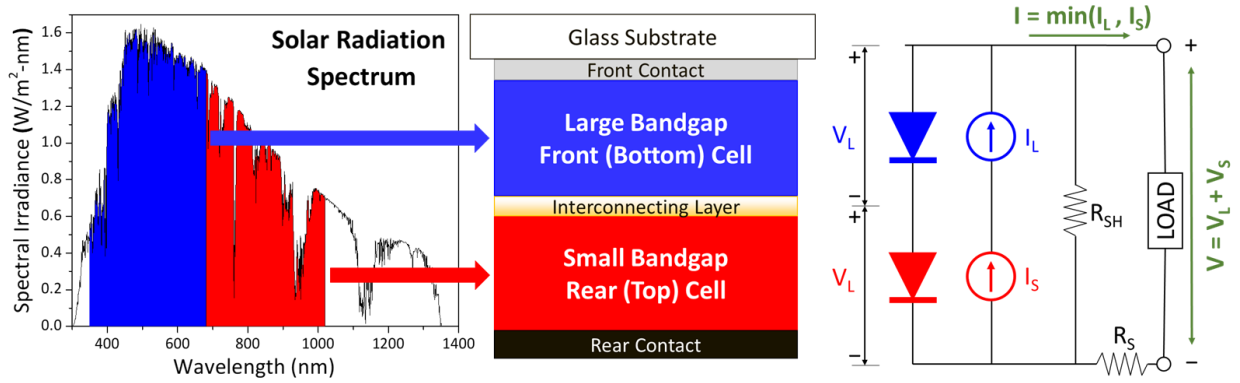 Spectral Irradiance (W/m²-nm)
1.6
1.4
1.2
1.0
0.8
0.6
0.4
0.2
0.0
400
600
800
1000
1200
1400
Wavelength (nm)
Solar Radiation
Spectrum
Glass Substrate
Front Contact
Large Bandgap
Front (Bottom) Cell
Interconnecting Layer
Small Bandgap
Rear (Top) Cell
Rear Contact
I = min(I_L , I_S)
+
V_L
−
+
V_L
−
I_L
I_S
R_SH
R_S
LOAD
+
V = V_L + V_S
−